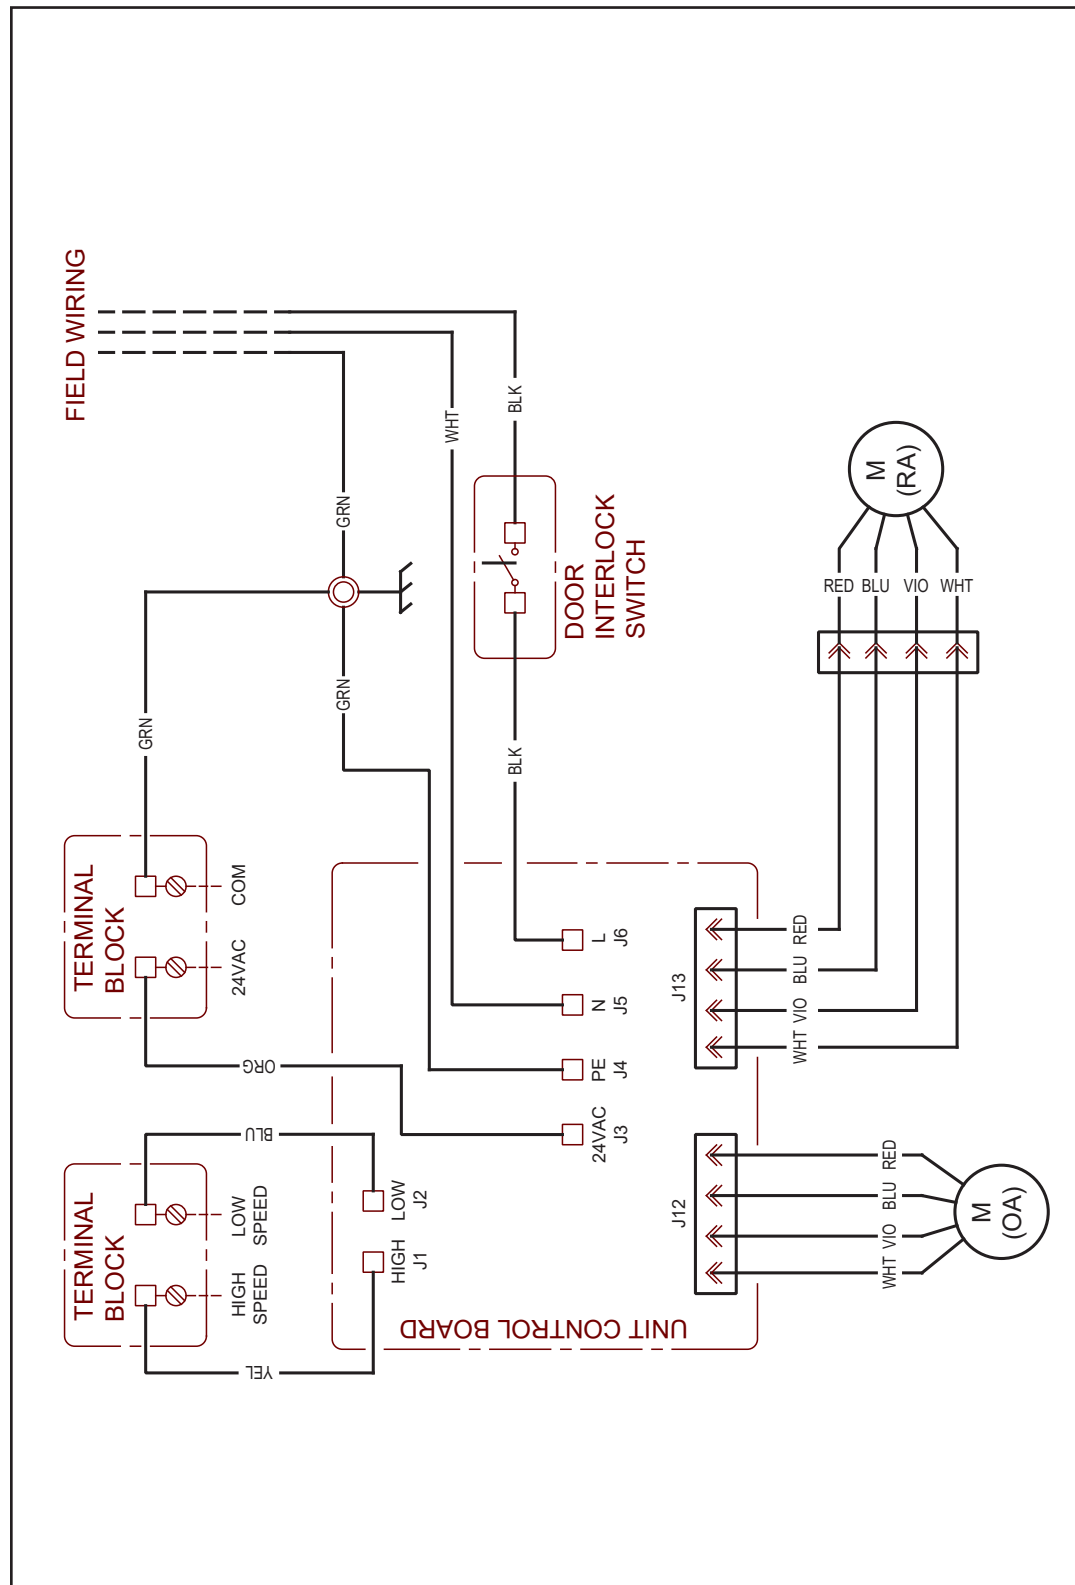 FIELD WIRING
GRN
WHT
BLK
GRN
GRN
GRN
BLK
DOOR
INTERLOCK
SWITCH
M
(RA)
RED
BLU
VIO
WHT
TERMINAL
BLOCK
24VAC
COM
ORG
BLU
YEL
TERMINAL
BLOCK
HIGH
SPEED
LOW
SPEED
HIGH
J1
LOW
J2
24VAC
J3
PE
J4
N
J5
L
J6
UNIT CONTROL BOARD
J13
WHT
VIO
BLU
RED
J12
WHT
VIO
BLU
RED
M
(OA)